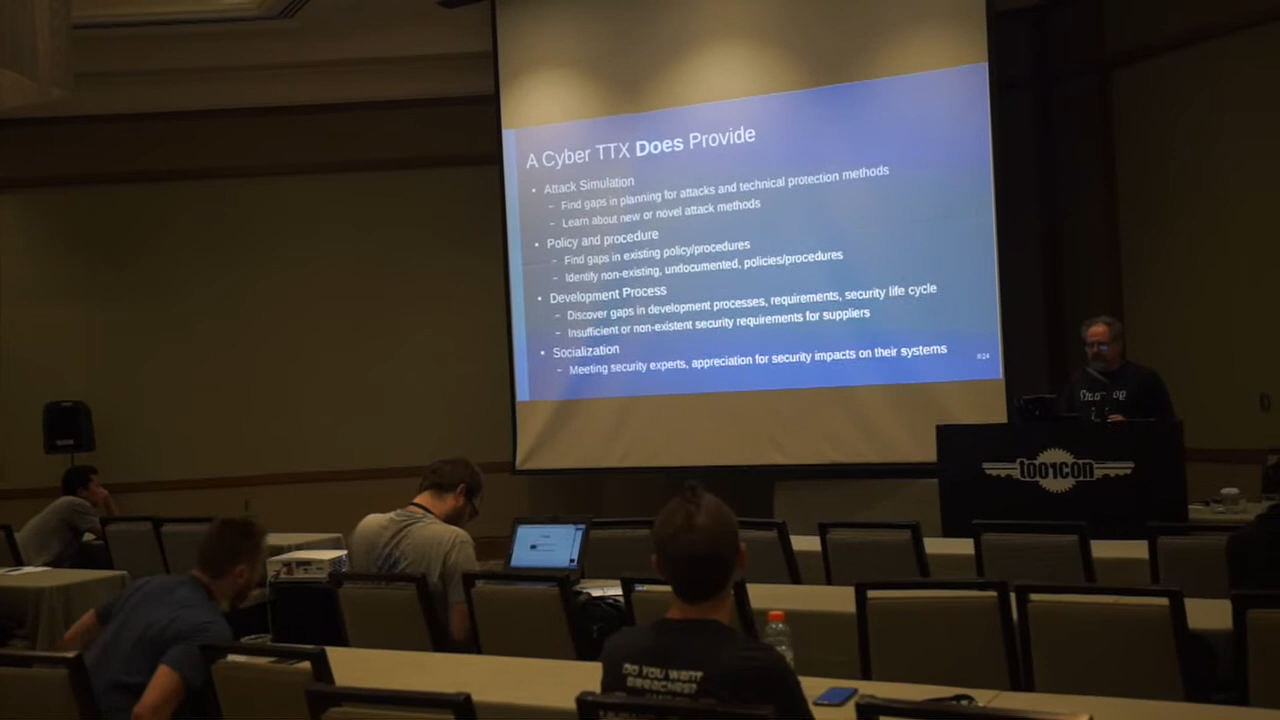 A Cyber TTX Does Provide
• Attack Simulation
– Find gaps in planning for attacks and technical protection methods
– Learn about new or novel attack methods
• Policy and procedure
– Find gaps in existing policy/procedures
– Identify non-existing, undocumented, policies/procedures
• Development Process
– Discover gaps in development processes, requirements, security life cycle
– Insufficient or non-existent security requirements for suppliers
• Socialization
– Meeting security experts, appreciation for security impacts on their systems
toorcon
DO YOU WANT
BREACHES?